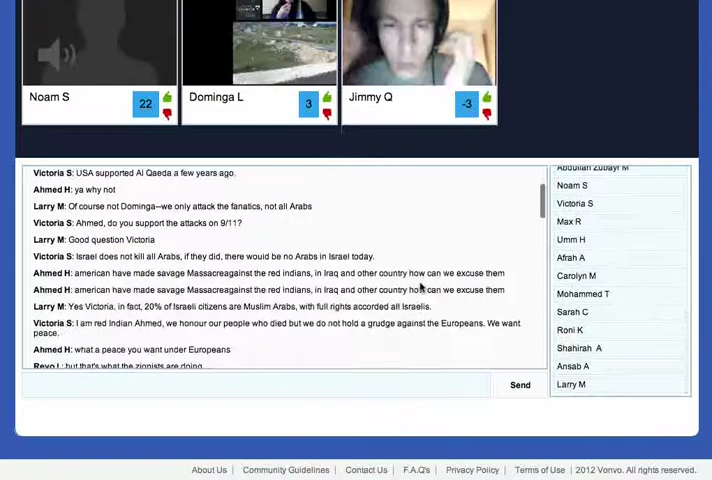 Noam S
22
Dominga L
3
Jimmy Q
-3
Victoria S: USA supported Al Qaeda a few years ago.
Ahmed H: ya why not
Larry M: Of course not Dominga--we only attack the fanatics, not all Arabs
Victoria S: Ahmed, do you support the attacks on 9/11?
Larry M: Good question Victoria
Victoria S: Israel does not kill all Arabs, if they did, there would be no Arabs in Israel today.
Ahmed H: american have made savage Massacreagainst the red indians, in Iraq and other country how can we excuse them
Ahmed H: american have made savage Massacreagainst the red indians, in Iraq and other country how can we excuse them
Larry M: Yes Victoria, in fact, 20% of Israeli citizens are Muslim Arabs, with full rights accorded all Israelis.
Victoria S: I am red Indian Ahmed, we honour our people who died but we do not hold a grudge against the Europeans. We want
peace.
Ahmed H: what a peace you want under Europeans
Revo L: but that's what the zionists are doing
Send
Abdullah Zubayr M
Noam S
Victoria S
Max R
Umm H
Afrah A
Carolyn M
Mohammed T
Sarah C
Roni K
Shahirah A
Ansab A
Larry M
About Us | Community Guidelines | Contact Us | F.A.Q's | Privacy Policy | Terms of Use | 2012 Vonvo. All rights reserved.